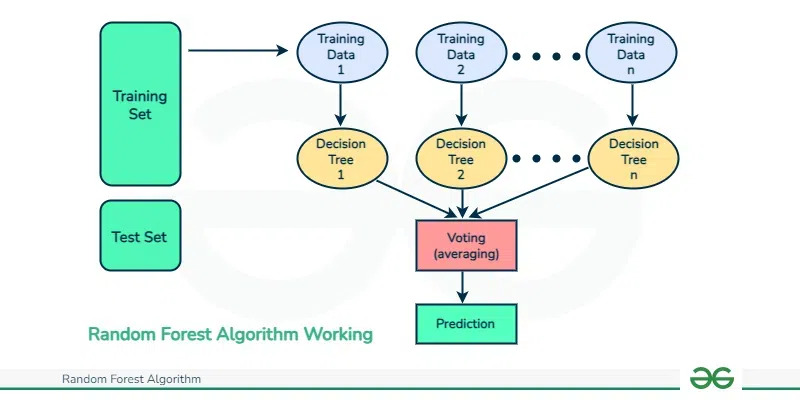 Training
Set
Training
Data
1
Training
Data
2
Training
Data
n
Decision
Tree
1
Decision
Tree
2
Decision
Tree
n
Test Set
Voting
(averaging)
Prediction
Random Forest Algorithm Working
Random Forest Algorithm